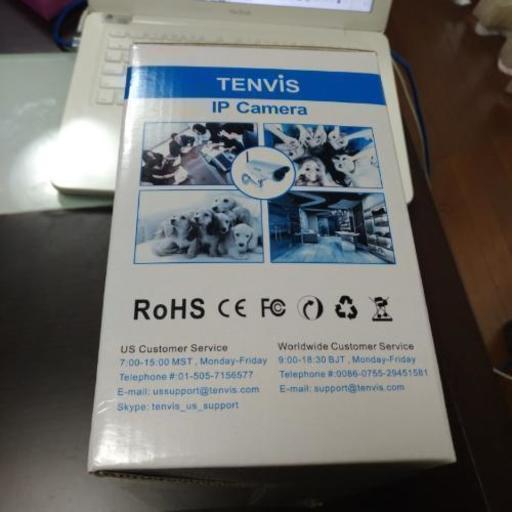 TENVIS
IP Camera
RoHS CE FC
US Customer Service
7:00-15:00 MST , Monday-Friday
Telephone #:01-505-7156577
E-mail: ussupport@tenvis.com
Skype: tenvis_us_support
Worldwide Customer Service
9:00-18:30 BJT , Monday-Friday
Telephone #:0086-0755-29451581
E-mail: support@tenvis.com